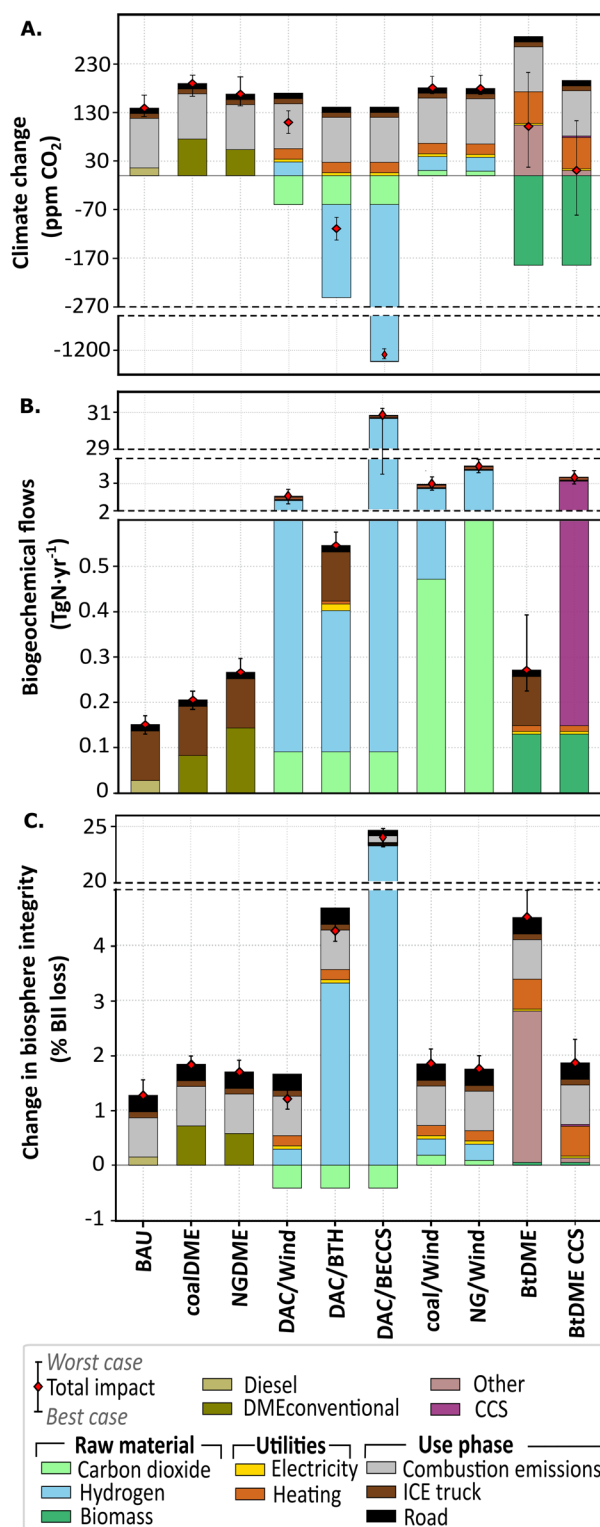 A.
Climate change
(ppm CO₂)
230
130
30
-70
-170
-270
-1200
B.
Biogeochemical flows
(TgN·yr⁻¹)
31
29
3
2
2
0.5
0.4
0.3
0.2
0.1
0
C.
Change in biosphere integrity
(% BII loss)
25
20
4
3
2
1
0
-1
BAU
coalDME
NGDME
DAC/Wind
DAC/BTH
DAC/BECCS
coal/Wind
NG/Wind
BtDME
BtDME CCS
Worst case
Total impact
Best case
Diesel
DMEconventional
Other
CCS
Raw material
Carbon dioxide
Hydrogen
Biomass
Utilities
Electricity
Heating
Use phase
Combustion emissions
ICE truck
Road